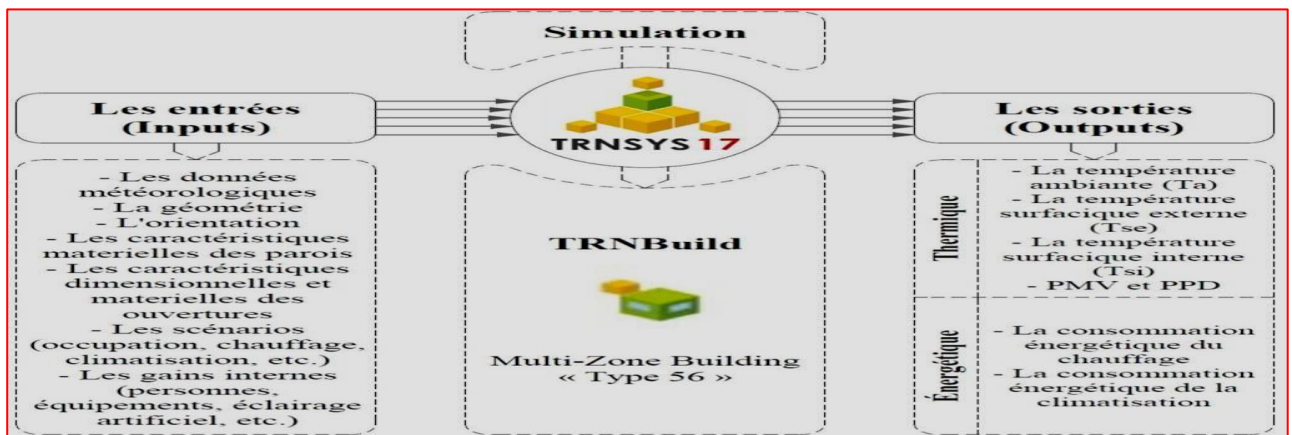 Simulation
Les entrées
(Inputs)
TRNSYS 17
Les sorties
(Outputs)
- Les données
météorologiques
- La géométrie
- L'orientation
- Les caractéristiques
materielles des parois
- Les caractéristiques
dimensionnelles et
materielles des
ouvertures
- Les scénarios
(occupation, chauffage,
climatisation, etc.)
- Les gains internes
(personnes,
équipements, éclairage
artificiel, etc.)
TRNBuild
Multi-Zone Building
« Type 56 »
Thermique
- La température
ambiante (Ta)
- La température
surfacique externe
(Tse)
- La température
surfacique interne
(Tsi)
- PMV et PPD
Énergétique
- La consommation
énergétique du
chauffage
- La consommation
énergétique de la
climatisation